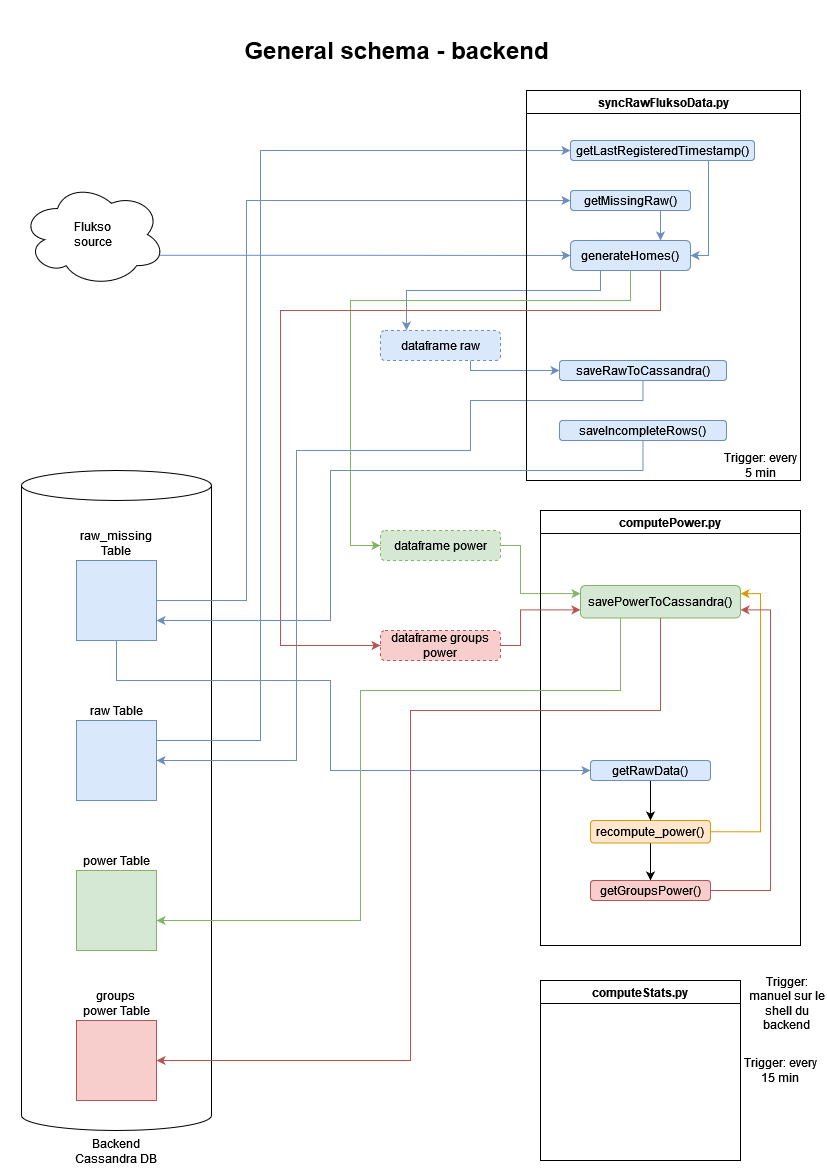 General schema - backend
syncRawFluksoData.py
getLastRegisteredTimestamp()
getMissingRaw()
Flukso
source
generateHomes()
dataframe raw
saveRawToCassandra()
saveIncompleteRows()
Trigger: every
5 min
computePower.py
raw_missing
Table
dataframe power
savePowerToCassandra()
dataframe groups
power
raw Table
getRawData()
recompute_power()
power Table
getGroupsPower()
groups
power Table
computeStats.py
Trigger:
manuel sur le
shell du
backend
Trigger: every
15 min
Backend
Cassandra DB